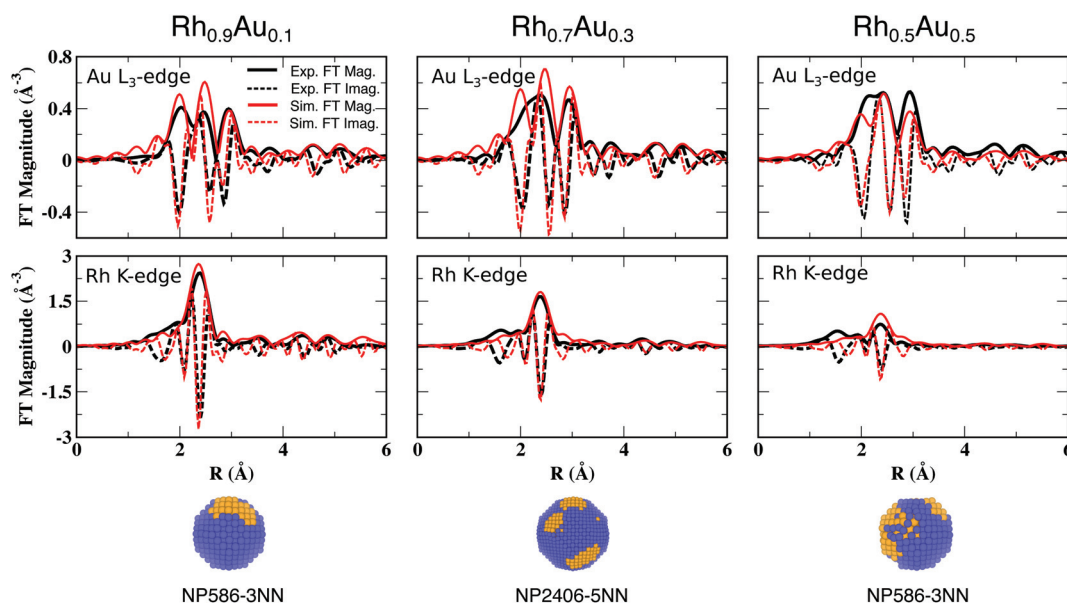 Rh0.9Au0.1
Rh0.7Au0.3
Rh0.5Au0.5
FT Magnitude (Å-3)
0.8
0.4
0
-0.4
Au L3-edge
Exp. FT Mag.
Exp. FT Imag.
Sim. FT Mag.
Sim. FT Imag.
Au L3-edge
Au L3-edge
FT Magnitude (Å-3)
3
1.5
0
-1.5
-3
Rh K-edge
Rh K-edge
Rh K-edge
0 2 4 6
0 2 4 6
0 2 4 6
R (Å)
R (Å)
R (Å)
NP586-3NN
NP2406-5NN
NP586-3NN